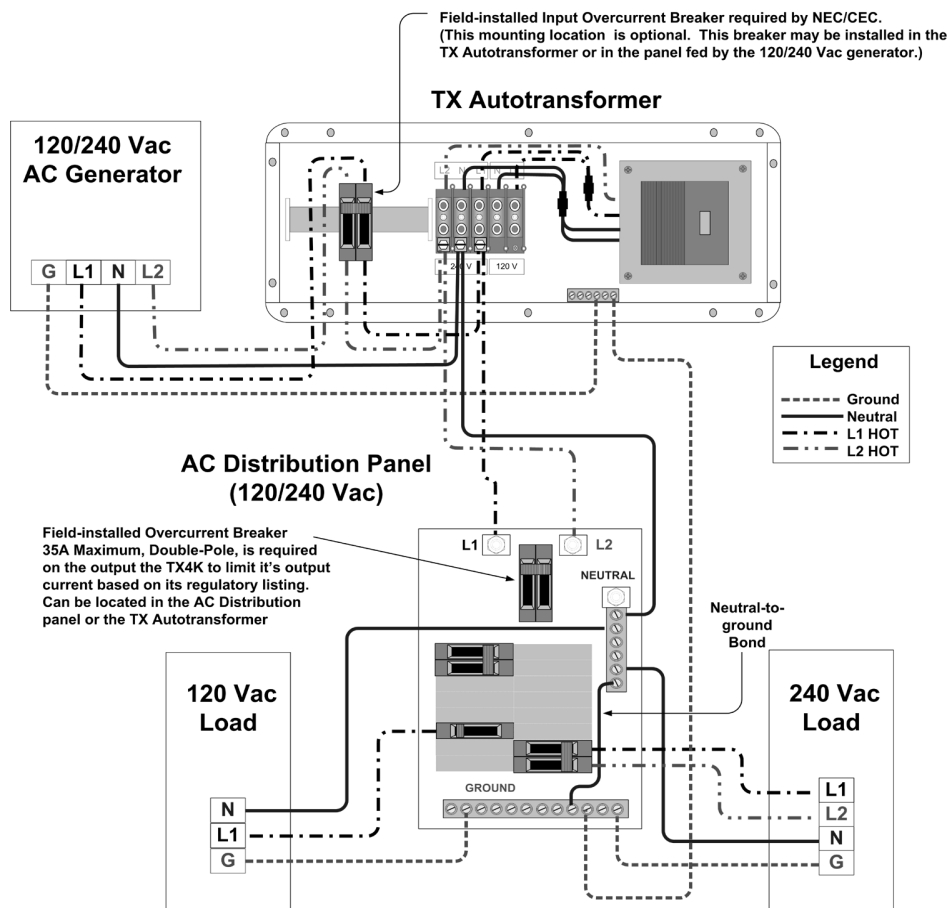 Field-installed Input Overcurrent Breaker required by NEC/CEC.
(This mounting location is optional. This breaker may be installed in the
TX Autotransformer or in the panel fed by the 120/240 Vac generator.)
TX Autotransformer
120/240 Vac
AC Generator
G L1 N L2
L2 N L1 N
240 V
120 V
Legend
Ground
Neutral
L1 HOT
L2 HOT
AC Distribution Panel
(120/240 Vac)
Field-installed Overcurrent Breaker
35A Maximum, Double-Pole, is required
on the output the TX4K to limit it's output
current based on its regulatory listing.
Can be located in the AC Distribution
panel or the TX Autotransformer
L1
L2
NEUTRAL
Neutral-to-
ground
Bond
120 Vac
Load
N
L1
G
GROUND
240 Vac
Load
L1
L2
N
G